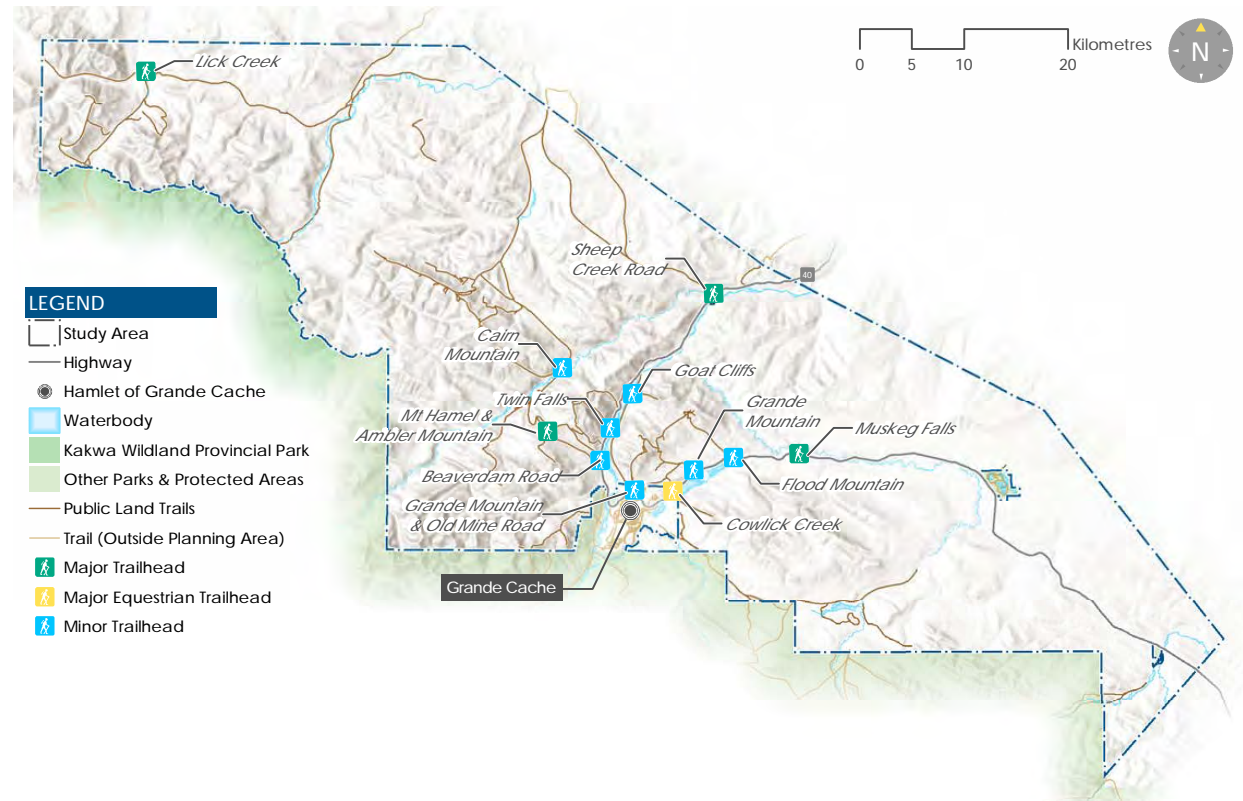 Lick Creek
Kilometres
0 5 10 20
N
Sheep
Creek Road
40
LEGEND
Study Area
Highway
Hamlet of Grande Cache
Waterbody
Kakwa Wildland Provincial Park
Other Parks & Protected Areas
Public Land Trails
Trail (Outside Planning Area)
Major Trailhead
Major Equestrian Trailhead
Minor Trailhead
Cairn
Mountain
Goat Cliffs
Twin Falls
Grande
Mountain
Mt Hamel &
Ambler Mountain
Muskeg Falls
Beaverdam Road
Flood Mountain
Grande Mountain
& Old Mine Road
Cowlick Creek
Grande Cache